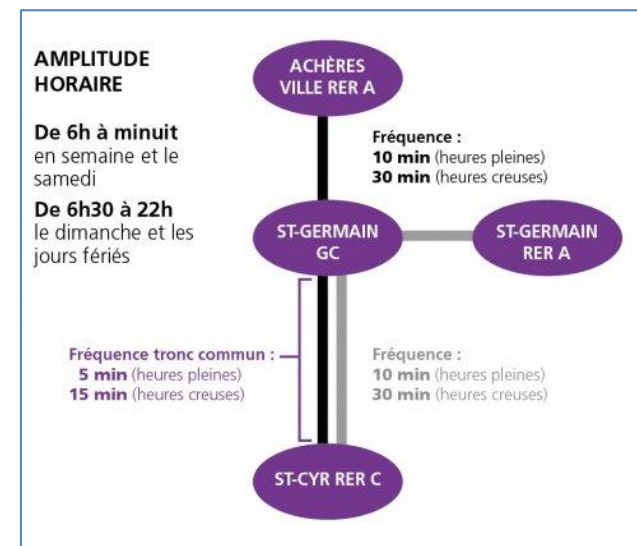 AMPLITUDE
HORAIRE
De 6h à minuit
en semaine et le
samedi
De 6h30 à 22h
le dimanche et les
jours fériés
ACHÈRES
VILLE RER A
Fréquence :
10 min (heures pleines)
30 min (heures creuses)
ST-GERMAIN
GC
ST-GERMAIN
RER A
Fréquence tronc commun :
5 min (heures pleines)
15 min (heures creuses)
Fréquence :
10 min (heures pleines)
30 min (heures creuses)
ST-CYR RER C